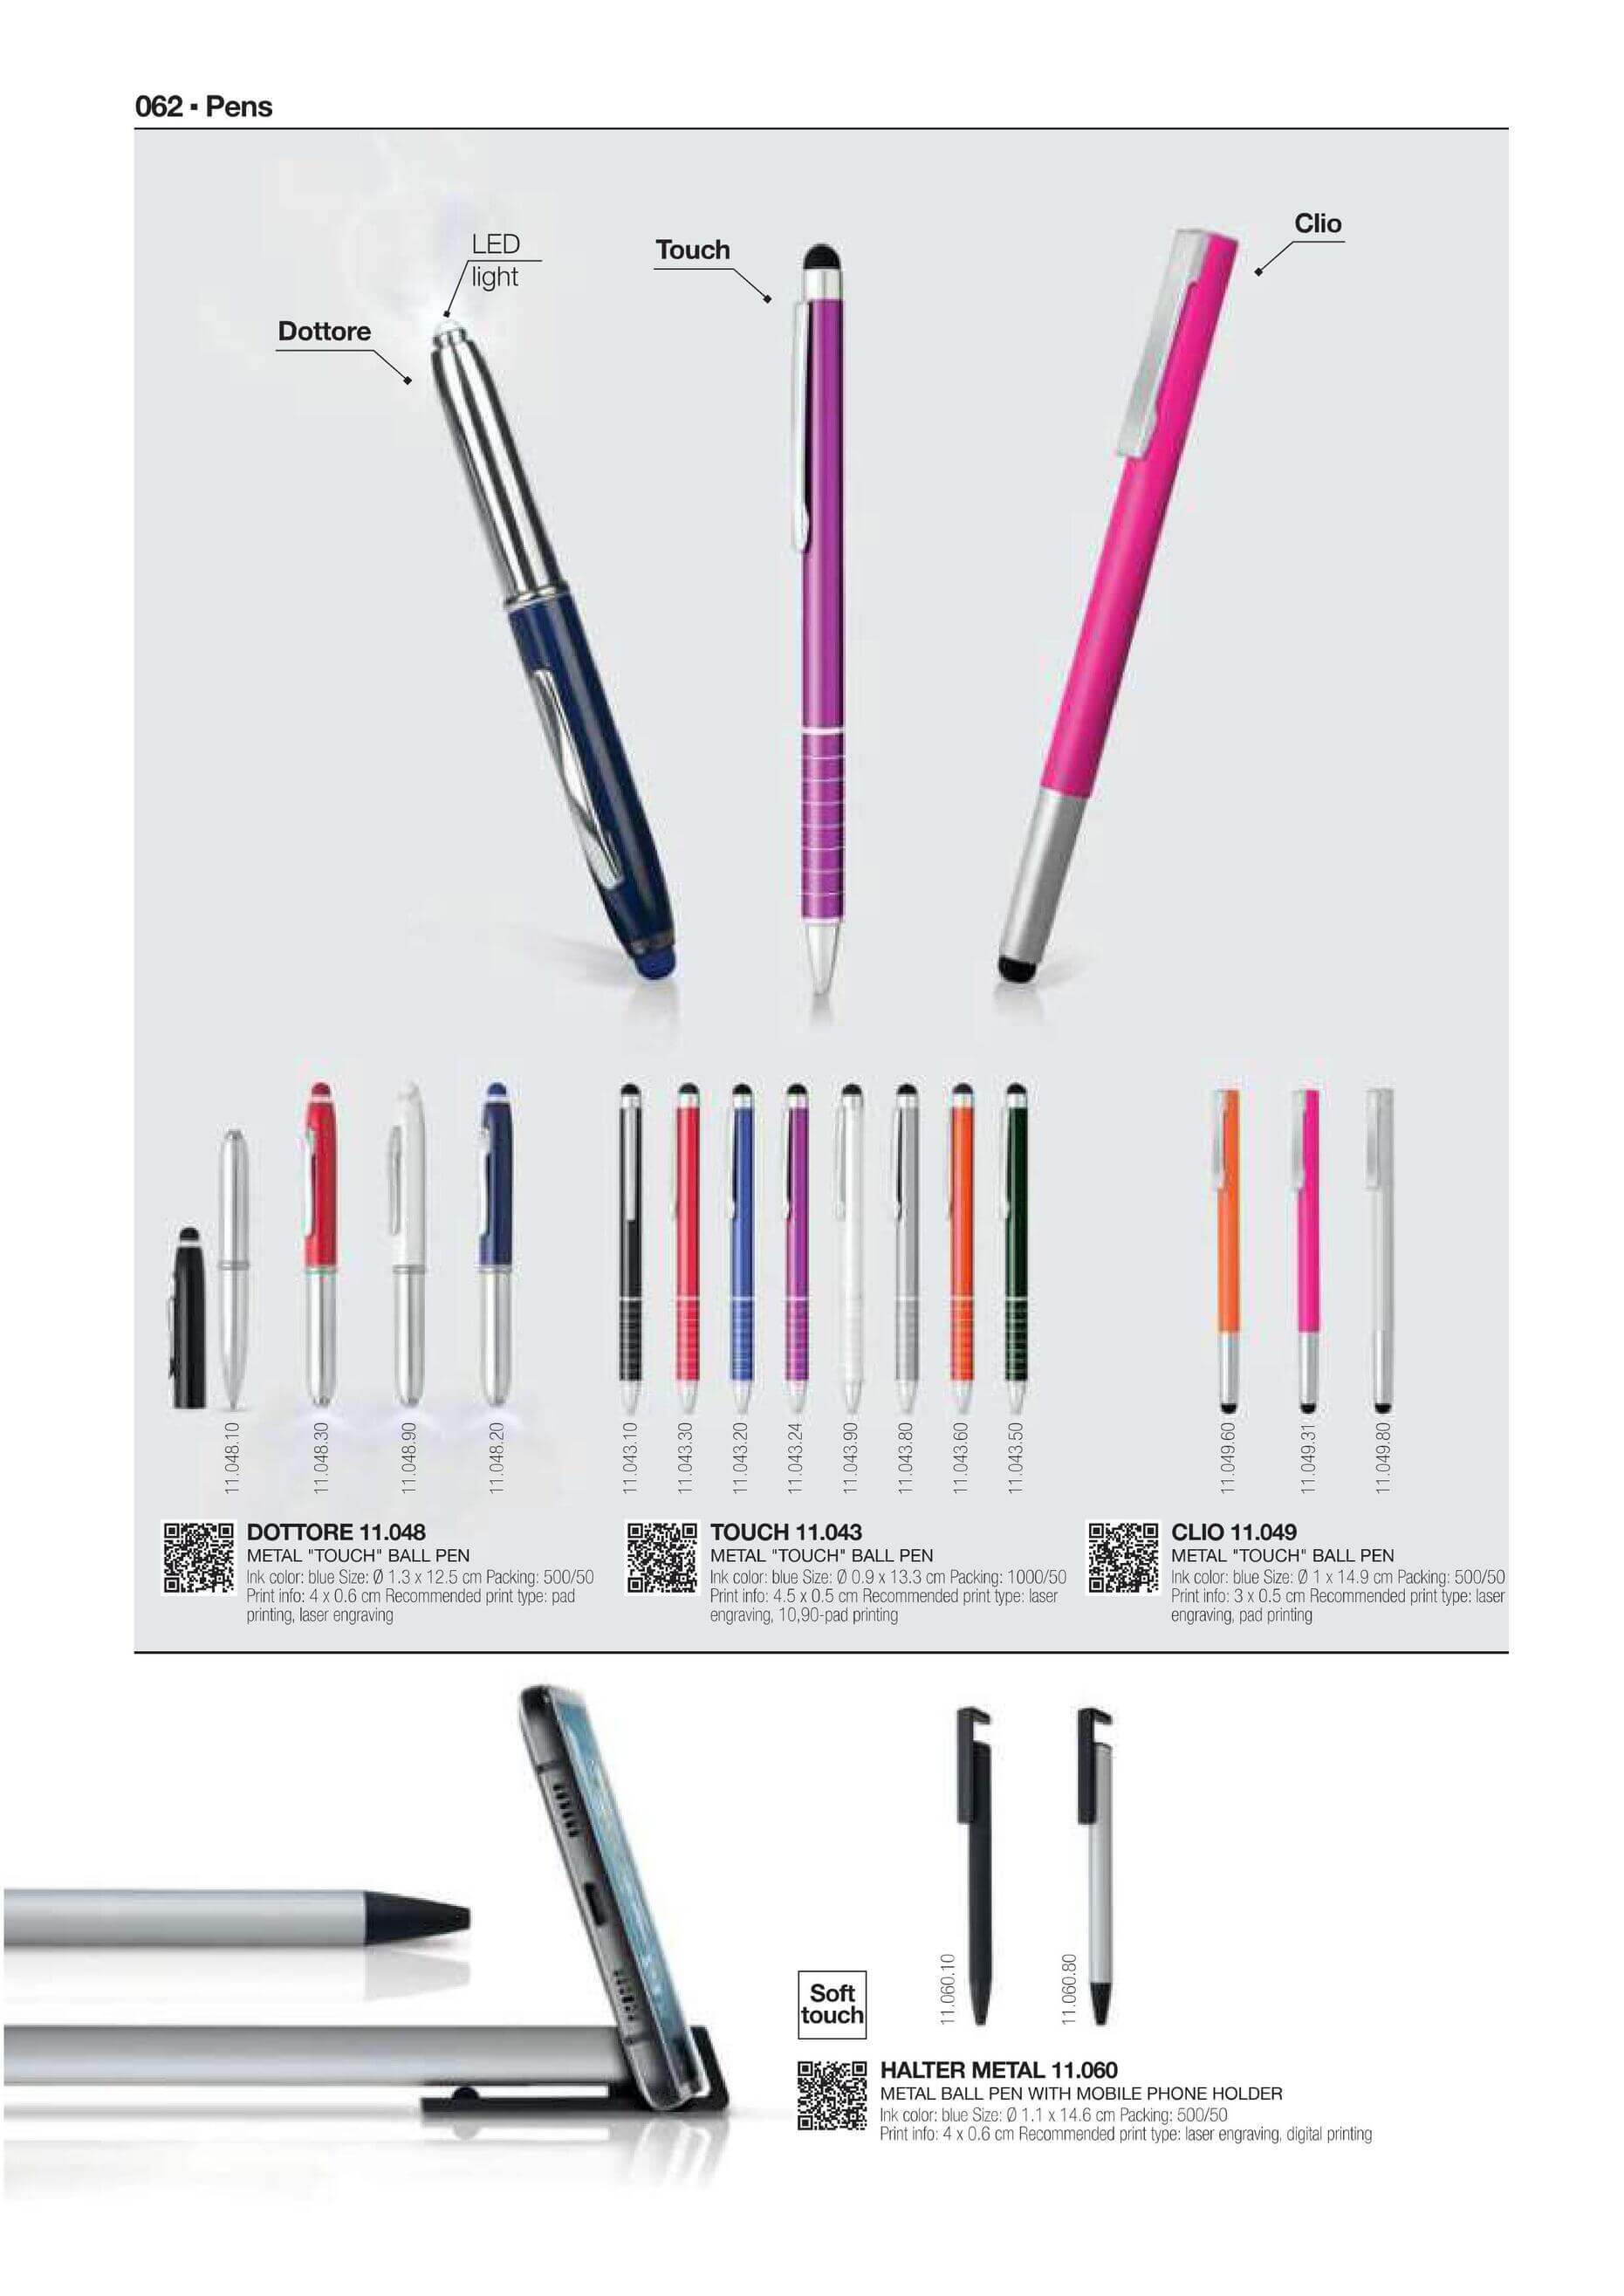 062 ▪ Pens
LED
light
Dottore
Touch
Clio
11.048.10
11.048.30
11.048.90
11.048.20
11.043.10
11.043.30
11.043.20
11.043.24
11.043.90
11.043.80
11.043.60
11.043.50
11.049.60
11.049.31
11.049.80
DOTTORE 11.048
METAL "TOUCH" BALL PEN
Ink color: blue Size: Ø 1.3 x 12.5 cm Packing: 500/50
Print info: 4 x 0.6 cm Recommended print type: pad
printing, laser engraving
TOUCH 11.043
METAL "TOUCH" BALL PEN
Ink color: blue Size: Ø 0.9 x 13.3 cm Packing: 1000/50
Print info: 4.5 x 0.5 cm Recommended print type: laser
engraving, 10,90-pad printing
CLIO 11.049
METAL "TOUCH" BALL PEN
Ink color: blue Size: Ø 1 x 14.9 cm Packing: 500/50
Print info: 3 x 0.5 cm Recommended print type: laser
engraving, pad printing
11.060.10
11.060.80
Soft
touch
HALTER METAL 11.060
METAL BALL PEN WITH MOBILE PHONE HOLDER
Ink color: blue Size: Ø 1.1 x 14.6 cm Packing: 500/50
Print info: 4 x 0.6 cm Recommended print type: laser engraving, digital printing